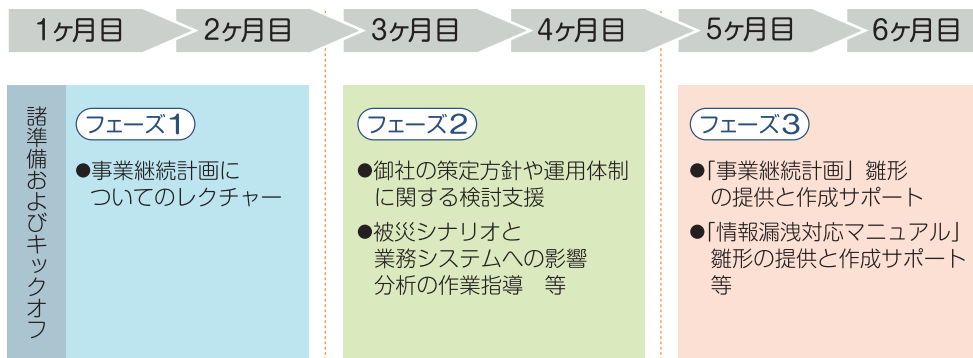 1ヶ月目
2ヶ月目
3ヶ月目
4ヶ月目
5ヶ月目
6ヶ月目
諸準備およびキックオフ
フェーズ1
●事業継続計画に
ついてのレクチャー
フェーズ2
●御社の策定方針や運用体制
に関する検討支援
●被災シナリオと
業務システムへの影響
分析の作業指導　等
フェーズ3
●「事業継続計画」雛形
の提供と作成サポート
●「情報漏洩対応マニュアル」
雛形の提供と作成サポート
等